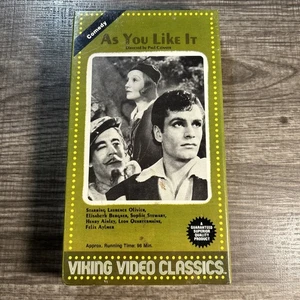 Comedy
As You Like It
Directed by Paul Czinner
Starring Laurence Olivier,
Elisabeth Bergner, Sophie Stewart,
Henry Ainley, Leon Quartermaine,
Felix Aylmer
A
GUARANTEED
SUPERIOR
QUALITY
PRODUCT
Approx. Running Time: 96 Min.
VIKING VIDEO CLASSICS